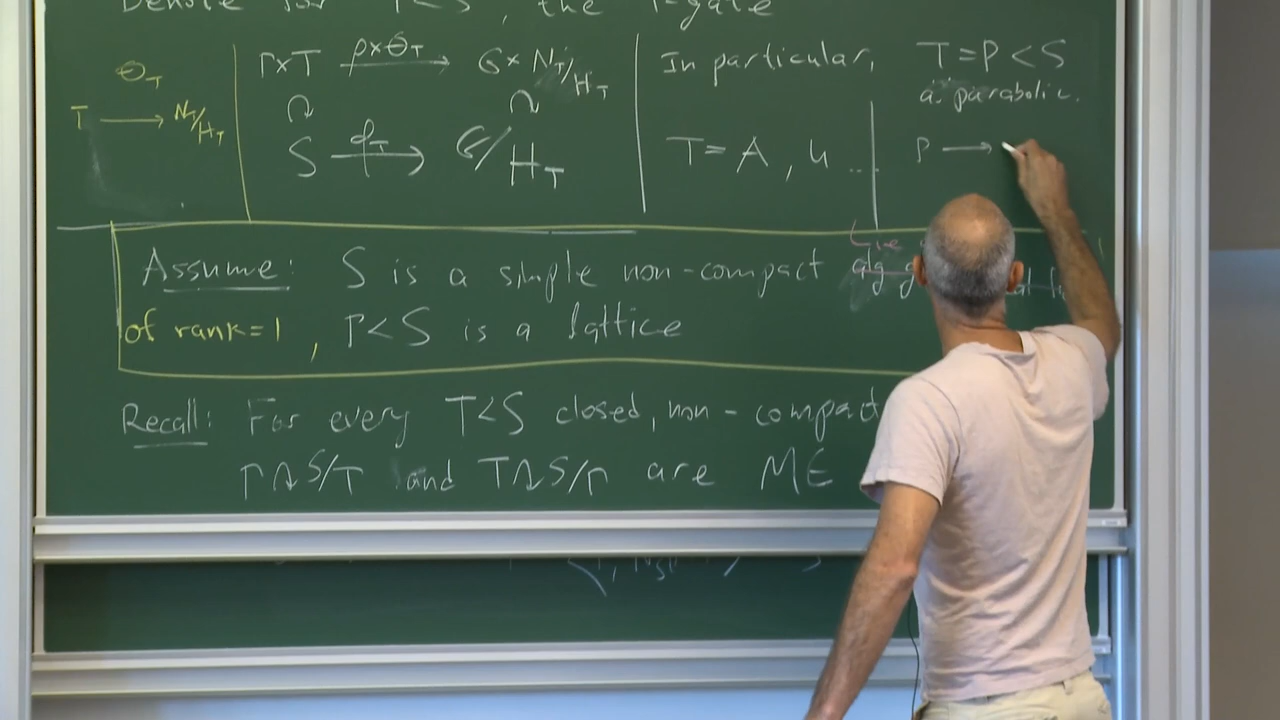 Denote for T<S, the T-gate
Θ_T
T ⟶ N_T/H_T
Γ×T —ρ×Θ_T→ G×N_T/H_T
S —φ_T→ G/H_T
In particular,
T = A, U ...
T = P < S
a parabolic.
P ⟶
Assume: S is a simple non-compact
of rank=1, Γ<S is a lattice
Recall: For every T<S closed, non-compact
Γ↷S/T and T↷S/Γ are ME